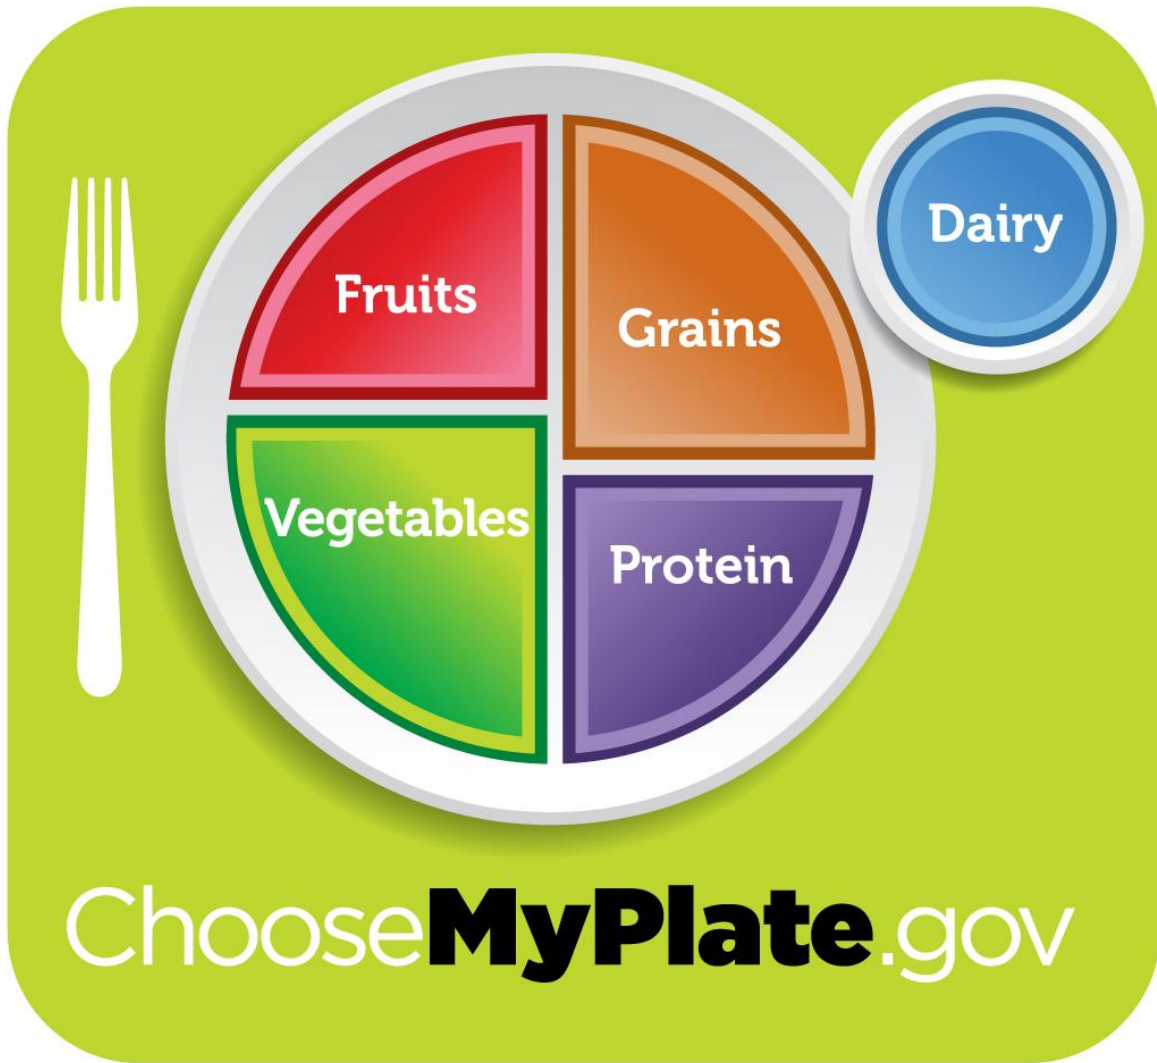 Dairy
Fruits
Grains
Vegetables
Protein
ChooseMyPlate.gov